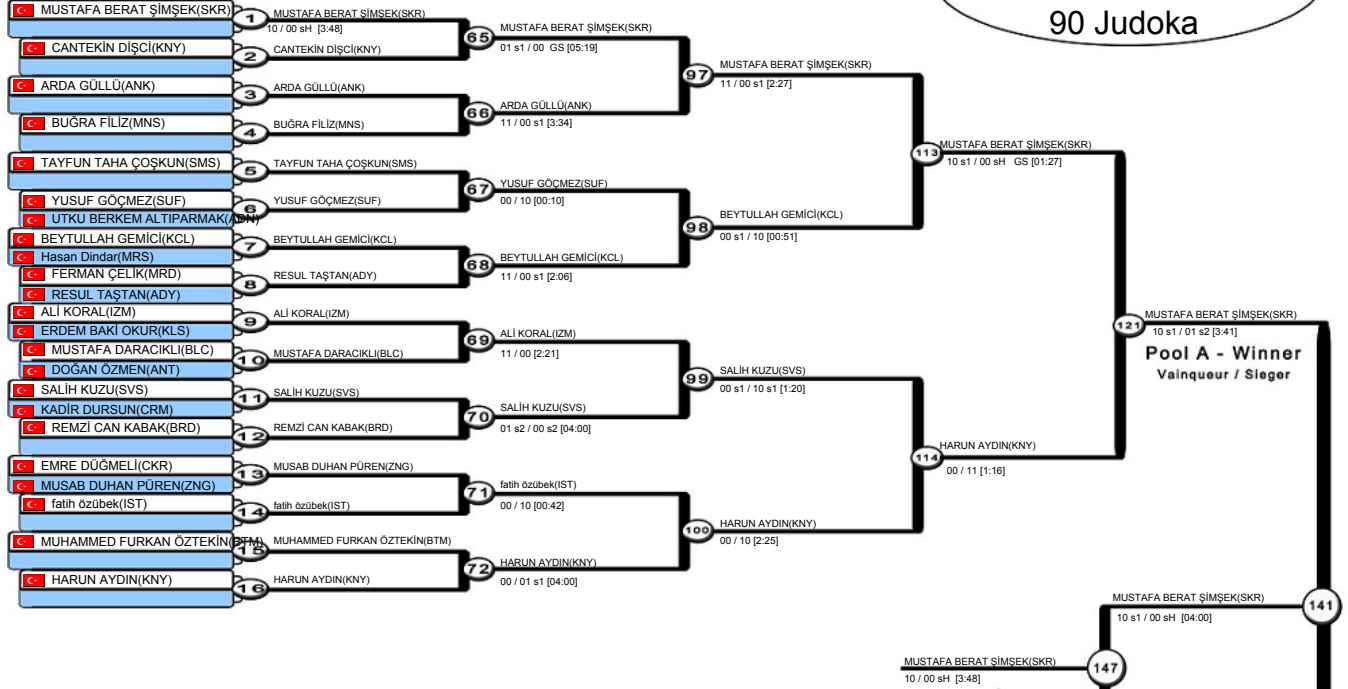 90 Judoka
MUSTAFA BERAT ŞİMŞEK(SKR)
CANTEKİN DİŞCİ(KNY)
ARDA GÜLLÜ(ANK)
BUĞRA FİLİZ(MNS)
TAYFUN TAHA ÇOŞKUN(SMS)
YUSUF GÖÇMEZ(SUF)
UTKU BERKEM ALTIPARMAK(ADN)
BEYTULLAH GEMİCİ(KCL)
Hasan Dindar(MRS)
FERMAN ÇELİK(MRD)
RESUL TAŞTAN(ADY)
ALİ KORAL(IZM)
ERDEM BAKİ OKUR(KLS)
MUSTAFA DARACIKLI(BLC)
DOĞAN ÖZMEN(ANT)
SALİH KUZU(SVS)
KADİR DURSUN(CRM)
REMZİ CAN KABAK(BRD)
EMRE DÜĞMELİ(CKR)
MUSAB DUHAN PÜREN(ZNG)
fatih özübek(IST)
MUHAMMED FURKAN ÖZTEKİN(BTM)
HARUN AYDIN(KNY)
1
MUSTAFA BERAT ŞİMŞEK(SKR)
10 / 00 sH [3:48]
2
CANTEKİN DİŞCİ(KNY)
3
ARDA GÜLLÜ(ANK)
4
BUĞRA FİLİZ(MNS)
5
TAYFUN TAHA ÇOŞKUN(SMS)
6
YUSUF GÖÇMEZ(SUF)
7
BEYTULLAH GEMİCİ(KCL)
8
RESUL TAŞTAN(ADY)
9
ALİ KORAL(IZM)
10
MUSTAFA DARACIKLI(BLC)
11
SALİH KUZU(SVS)
12
REMZİ CAN KABAK(BRD)
13
MUSAB DUHAN PÜREN(ZNG)
14
fatih özübek(IST)
15
MUHAMMED FURKAN ÖZTEKİN(BTM)
16
HARUN AYDIN(KNY)
65
MUSTAFA BERAT ŞİMŞEK(SKR)
01 s1 / 00 GS [05:19]
66
ARDA GÜLLÜ(ANK)
11 / 00 s1 [3:34]
67
YUSUF GÖÇMEZ(SUF)
00 / 10 [00:10]
68
BEYTULLAH GEMİCİ(KCL)
11 / 00 s1 [2:06]
69
ALİ KORAL(IZM)
11 / 00 [2:21]
70
SALİH KUZU(SVS)
01 s2 / 00 s2 [04:00]
71
fatih özübek(IST)
00 / 10 [00:42]
72
HARUN AYDIN(KNY)
00 / 01 s1 [04:00]
97
MUSTAFA BERAT ŞİMŞEK(SKR)
11 / 00 s1 [2:27]
98
BEYTULLAH GEMİCİ(KCL)
00 s1 / 10 [00:51]
99
SALİH KUZU(SVS)
00 s1 / 10 s1 [1:20]
100
HARUN AYDIN(KNY)
00 / 10 [2:25]
113
MUSTAFA BERAT ŞİMŞEK(SKR)
10 s1 / 00 sH GS [01:27]
114
HARUN AYDIN(KNY)
00 / 11 [1:16]
121
MUSTAFA BERAT ŞİMŞEK(SKR)
10 s1 / 01 s2 [3:41]
Pool A - Winner
Vainqueur / Sieger
MUSTAFA BERAT ŞİMŞEK(SKR)
141
10 s1 / 00 sH [04:00]
MUSTAFA BERAT ŞİMŞEK(SKR)
147
10 / 00 sH [3:48]